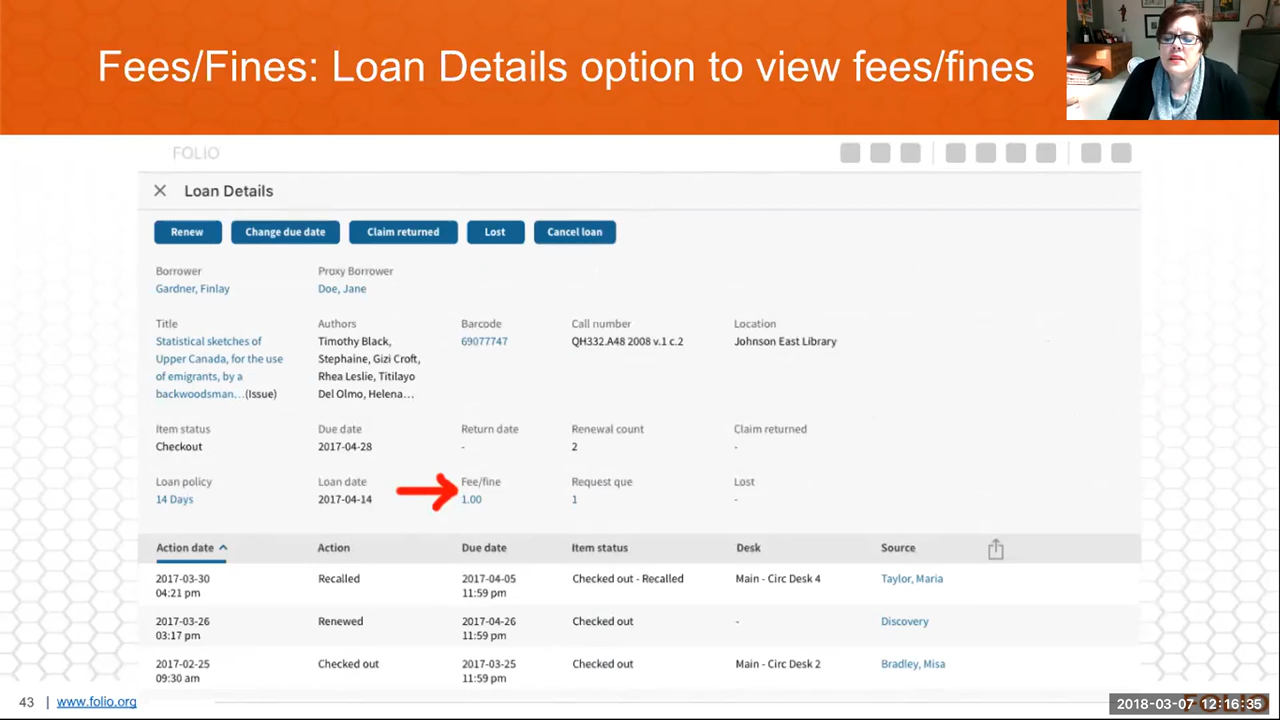 Fees/Fines: Loan Details option to view fees/fines
FOLIO
Loan Details
Renew
Change due date
Claim returned
Lost
Cancel loan
Borrower
Proxy Borrower
Gardner, Finlay
Doe, Jane
Title
Authors
Barcode
Call number
Location
Statistical sketches of
Timothy Black,
69077747
QH332.A48 2008 v.1 c.2
Johnson East Library
Upper Canada, for the use
Stephaine, Gizi Croft,
of emigrants, by a
Rhea Leslie, Titilayo
backwoodsman...(Issue)
Del Olmo, Helena...
Item status
Due date
Return date
Renewal count
Claim returned
Checkout
2017-04-28
-
2
-
Loan policy
Loan date
Fee/fine
Request que
Lost
14 Days
2017-04-14
1.00
1
-
Action date
Action
Due date
Item status
Desk
Source
2017-03-30
Recalled
2017-04-05
Checked out - Recalled
Main - Circ Desk 4
Taylor, Maria
04:21 pm
11:59 pm
2017-03-26
Renewed
2017-04-26
Checked out
-
Discovery
03:17 pm
11:59 pm
2017-02-25
Checked out
2017-03-25
Checked out
Main - Circ Desk 2
Bradley, Misa
09:30 am
11:59 pm
43 | www.folio.org
FOLIO
2018-03-07 12:16:35